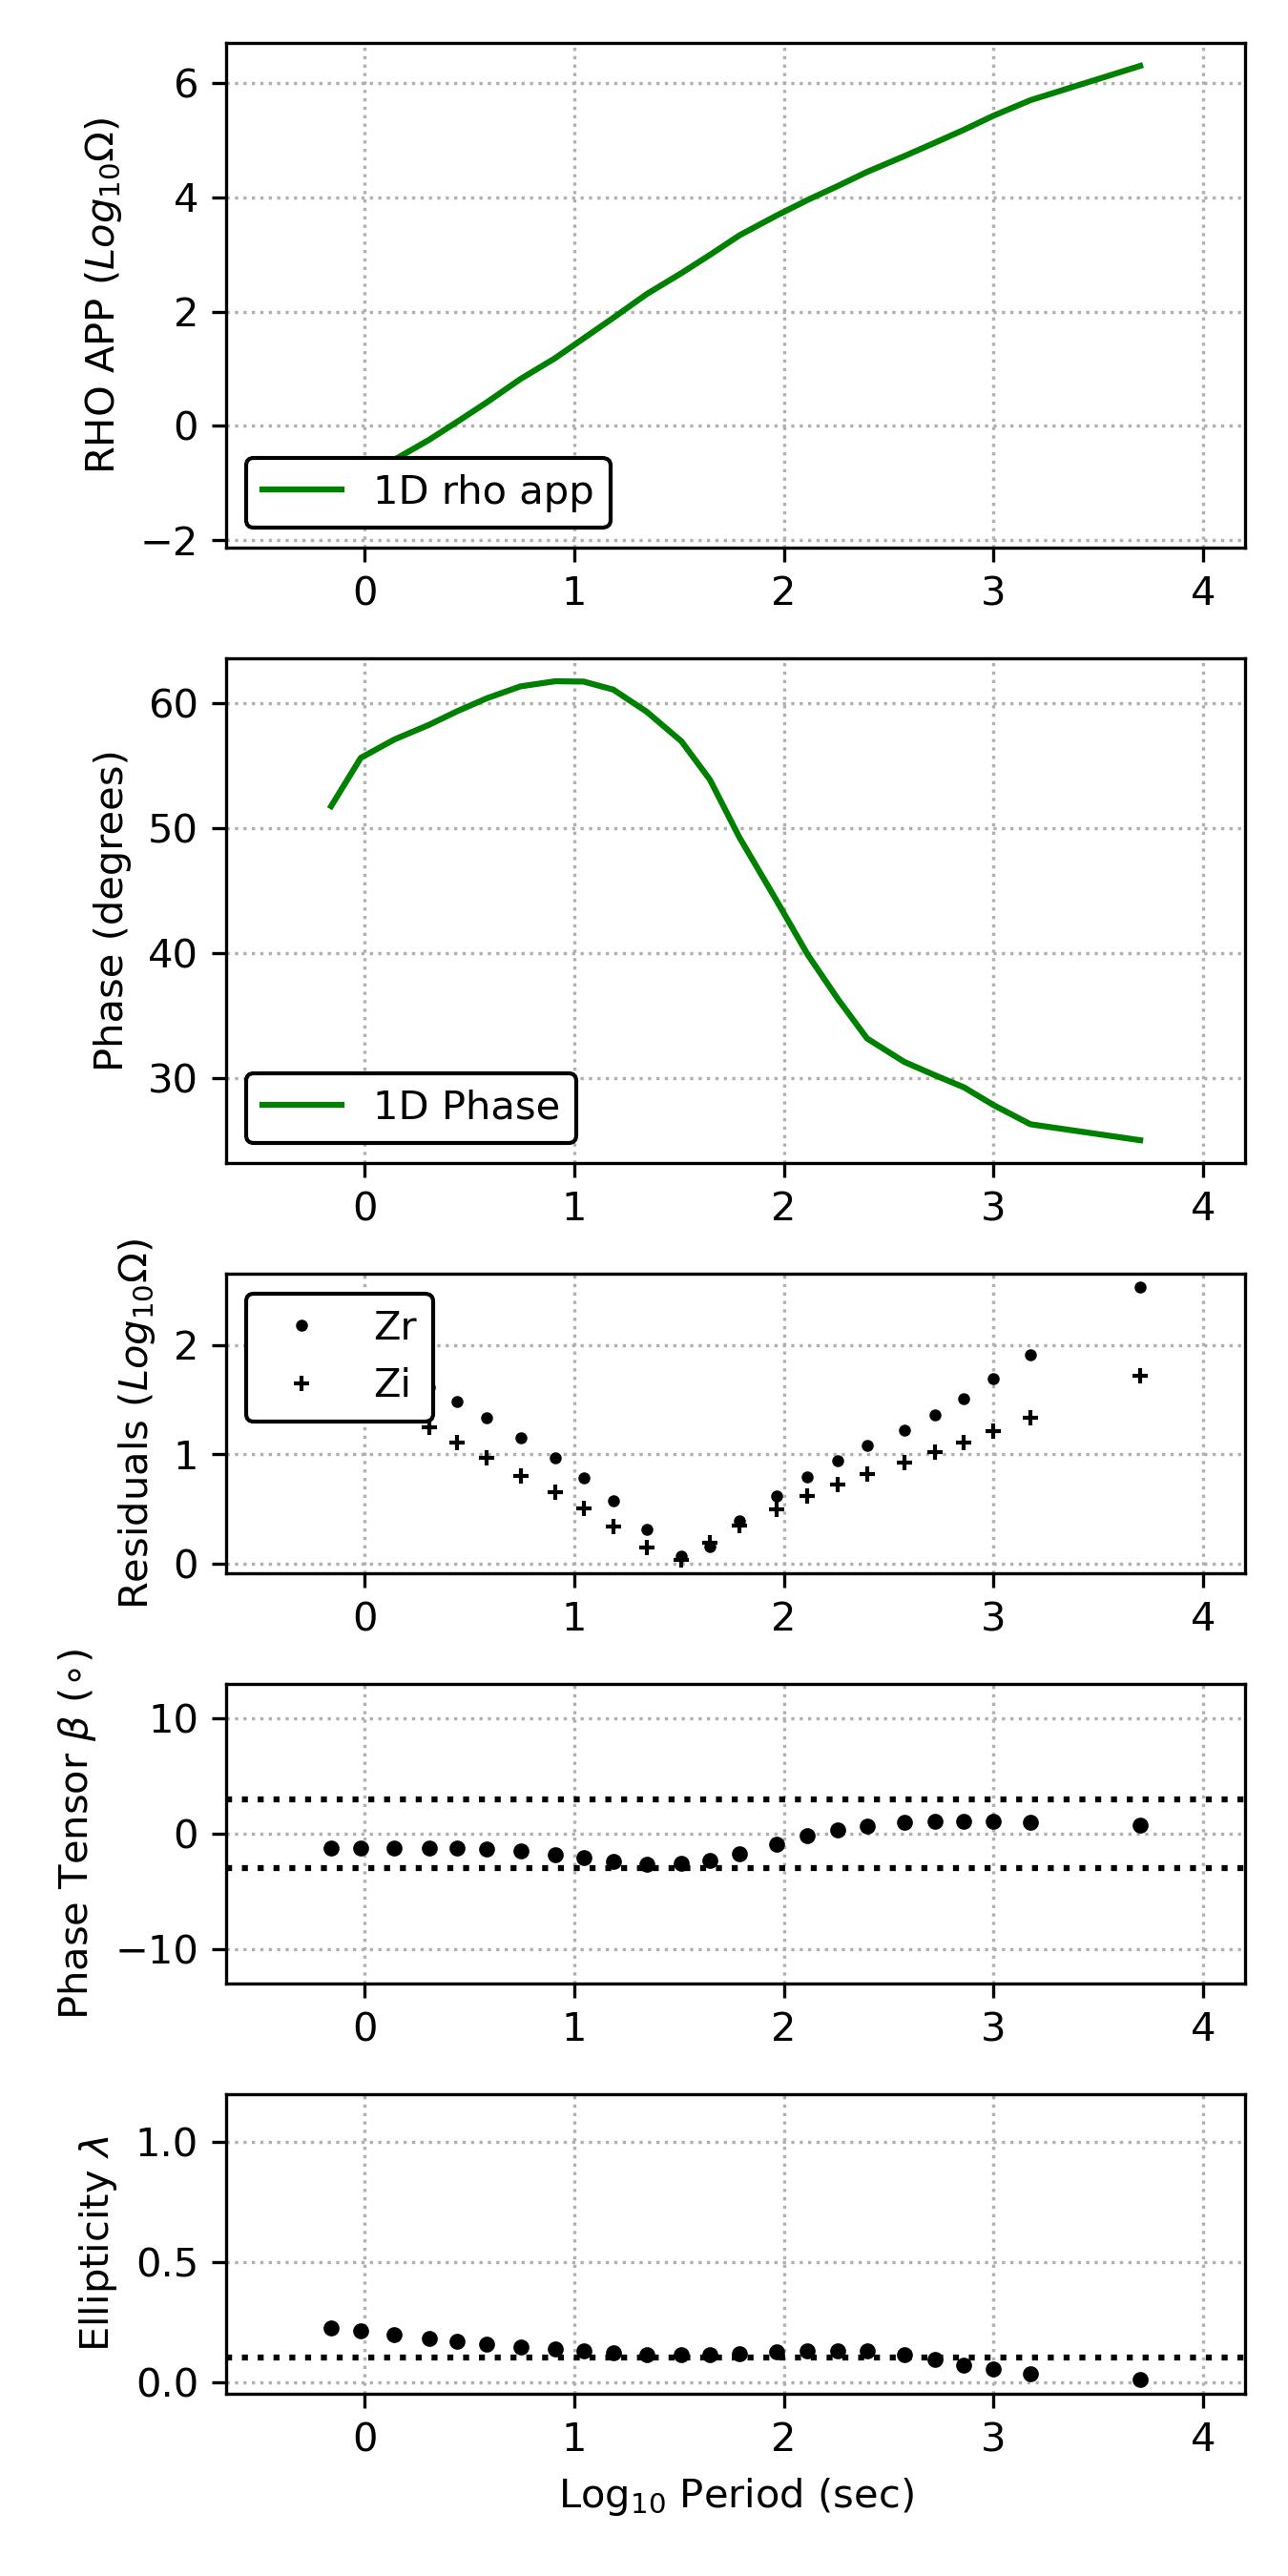 RHO APP (Log₁₀Ω)
6
4
2
0
−2
1D rho app
0 1 2 3 4
Phase (degrees)
60
50
40
30
1D Phase
0 1 2 3 4
Residuals (Log₁₀Ω)
2
1
0
Zr
Zi
0 1 2 3 4
Phase Tensor β (∘)
10
0
−10
0 1 2 3 4
Ellipticity λ
1.0
0.5
0.0
0 1 2 3 4
Log₁₀ Period (sec)